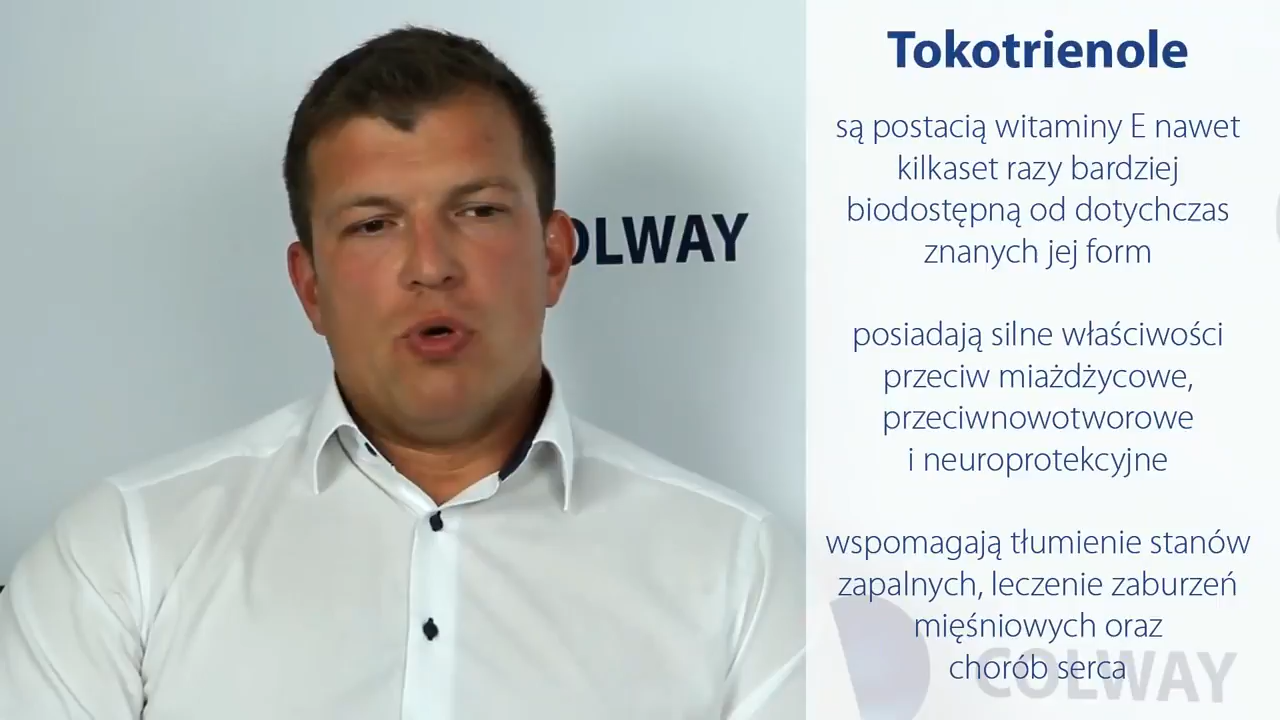 OLWAY
Tokotrienole
są postacią witaminy E nawet
kilkaset razy bardziej
biodostępną od dotychczas
znanych jej form
posiadają silne właściwości
przeciw miażdżycowe,
przeciwnowotworowe
i neuroprotekcyjne
wspomagają tłumienie stanów
zapalnych, leczenie zaburzeń
mięśniowych oraz
chorób serca
COLWAY